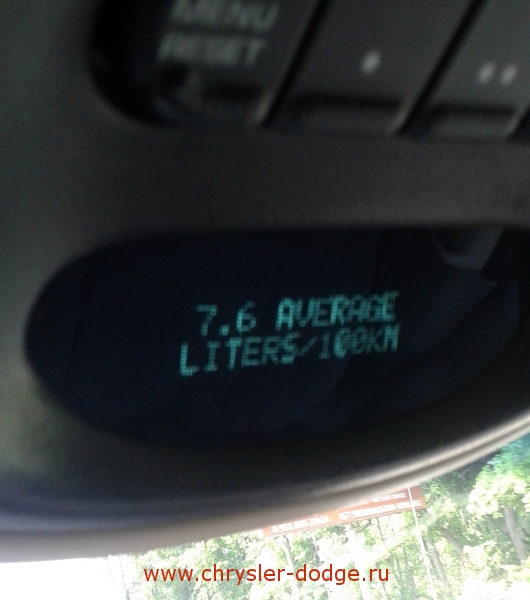 MENU
RESET
7.6 AVERAGE
LITERS/100KM
www.chrysler-dodge.ru